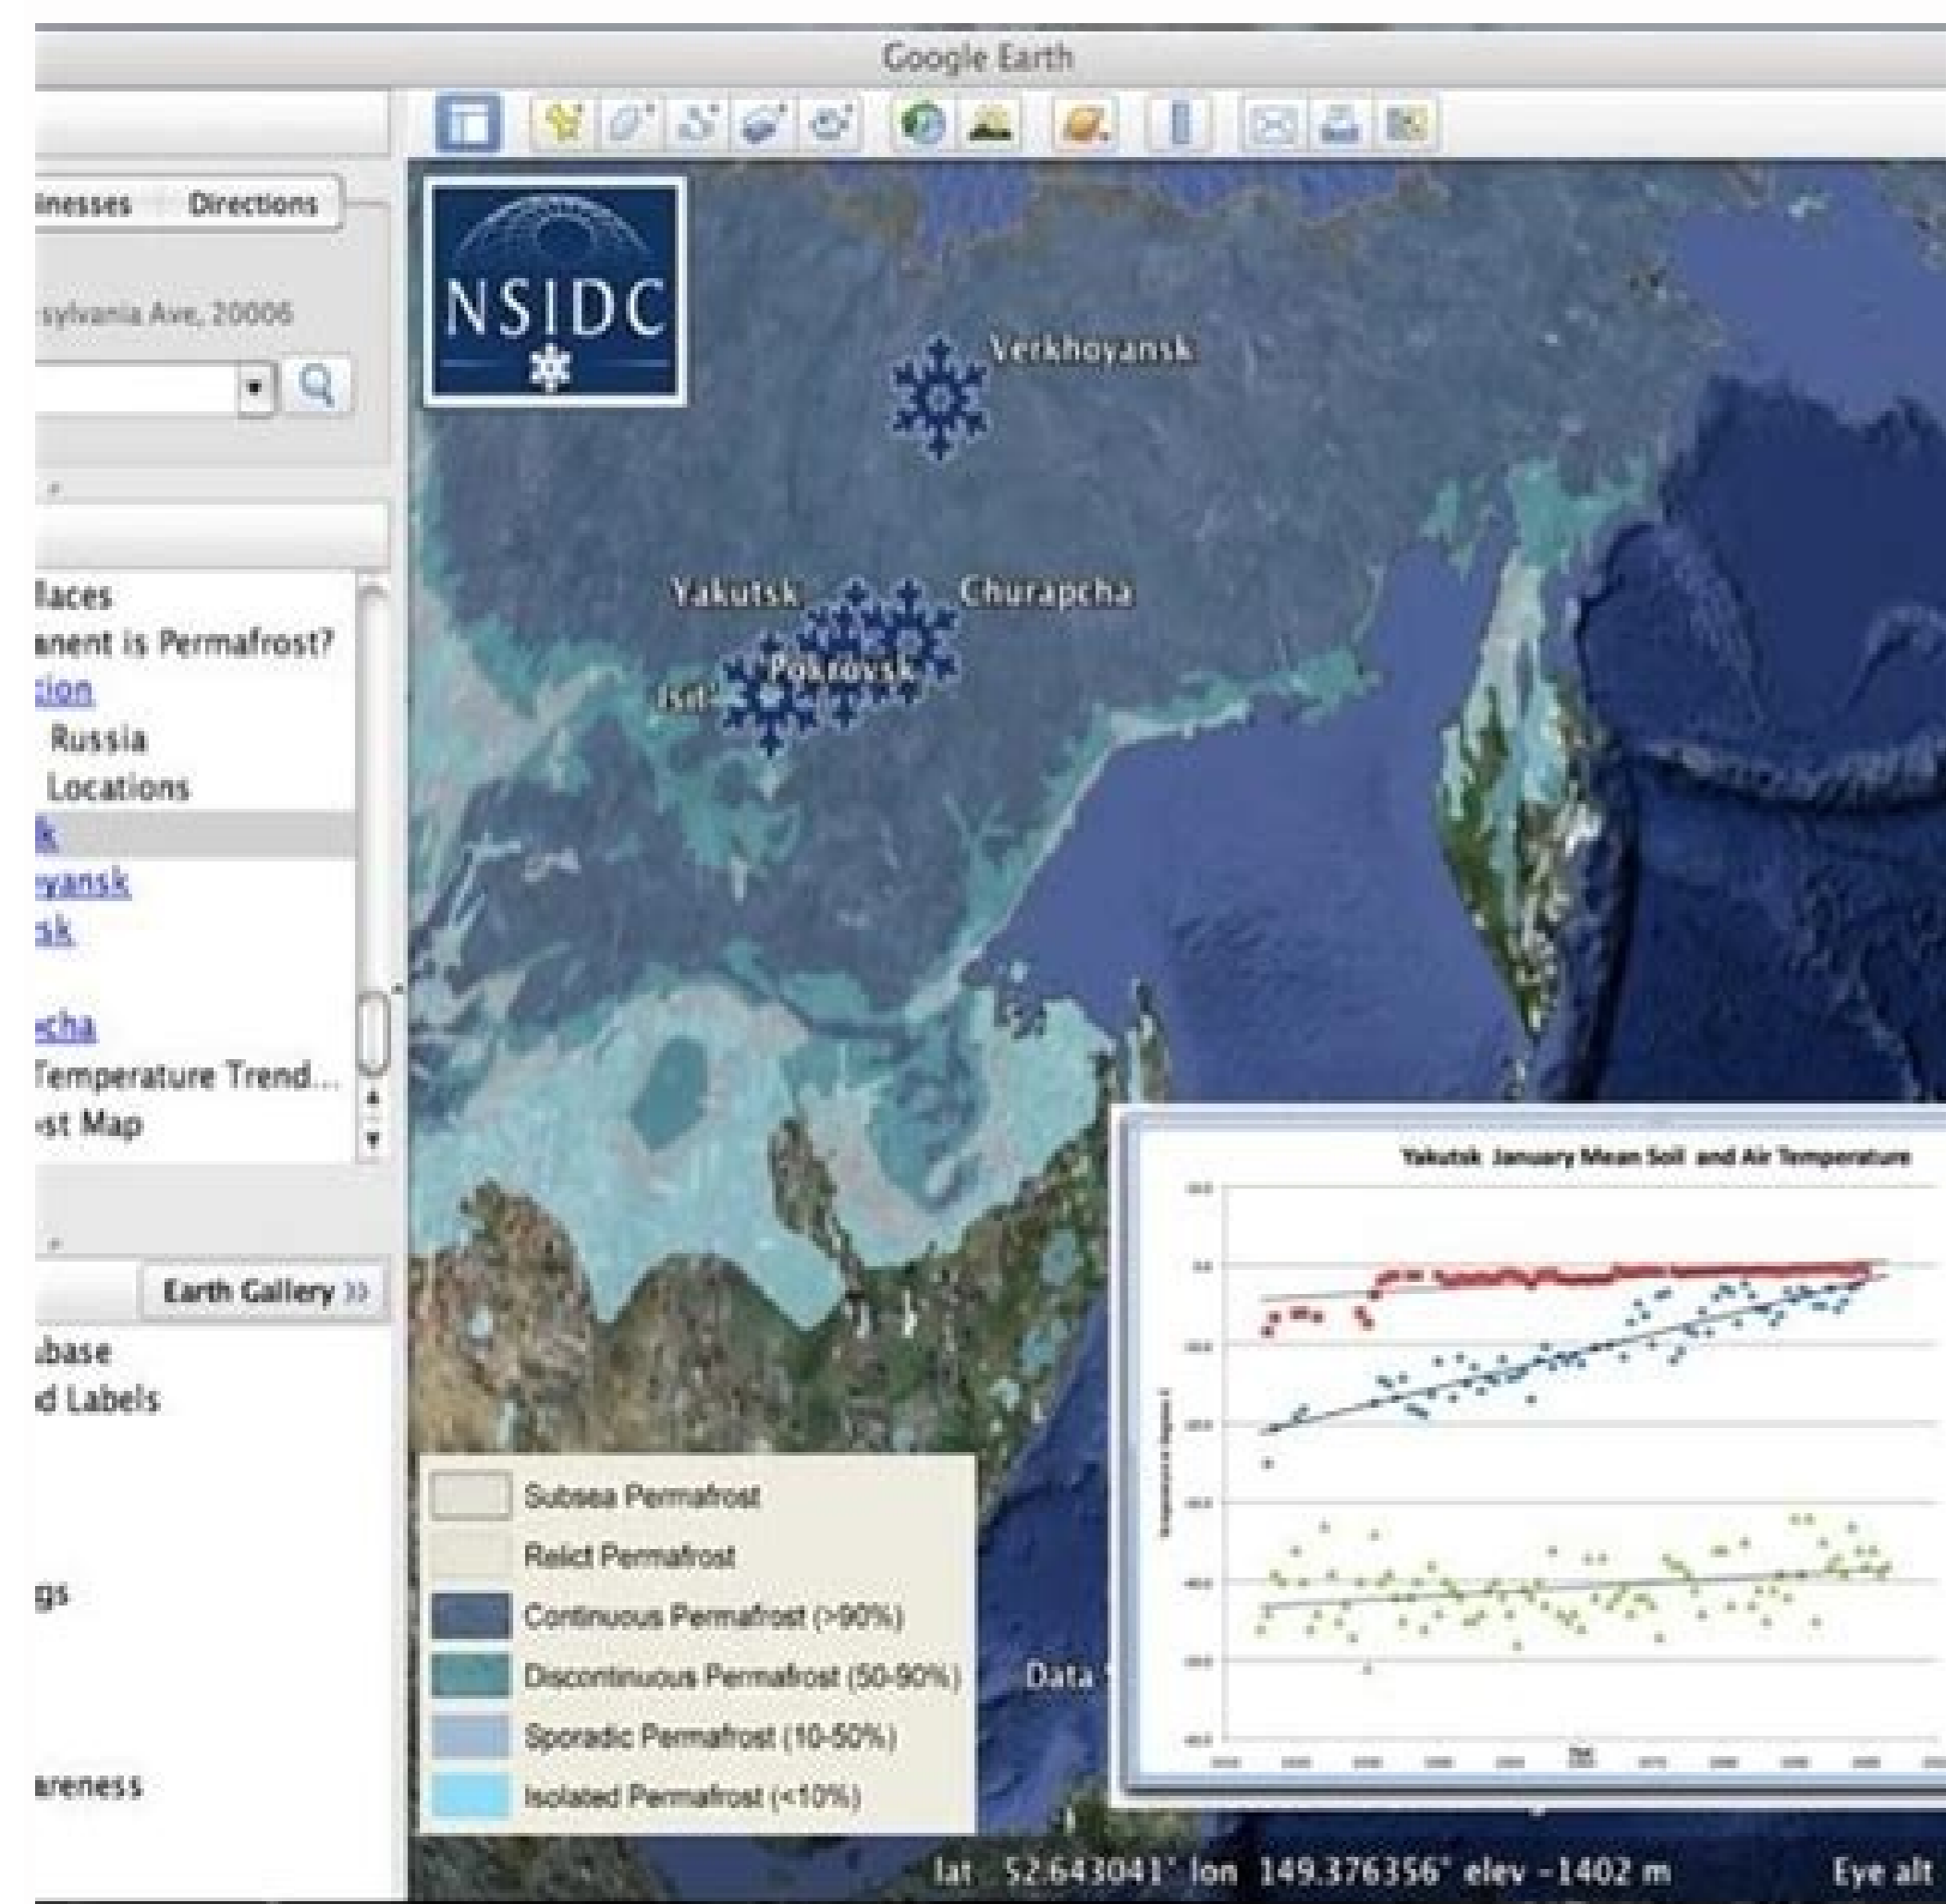 Google Earth
inesses Directions
sylvania Ave, 20006
laces
anent is Permafrost?
tion
Russia
Locations
k
yansk
sk
cha
Temperature Trend...
st Map
Earth Gallery >>
abase
d Labels
gs
areness
NSIDC
Verkhoyansk
Yakutsk
Churapcha
Pokrovsk
Isit'
Subsea Permafrost
Relict Permafrost
Continuous Permafrost (>90%)
Discontinuous Permafrost (50-90%)
Sporadic Permafrost (10-50%)
Isolated Permafrost (<10%)
Data
Yakutsk January Mean Soil and Air Temperature
lat 52.643041° lon 149.376356° elev -1402 m
Eye alt